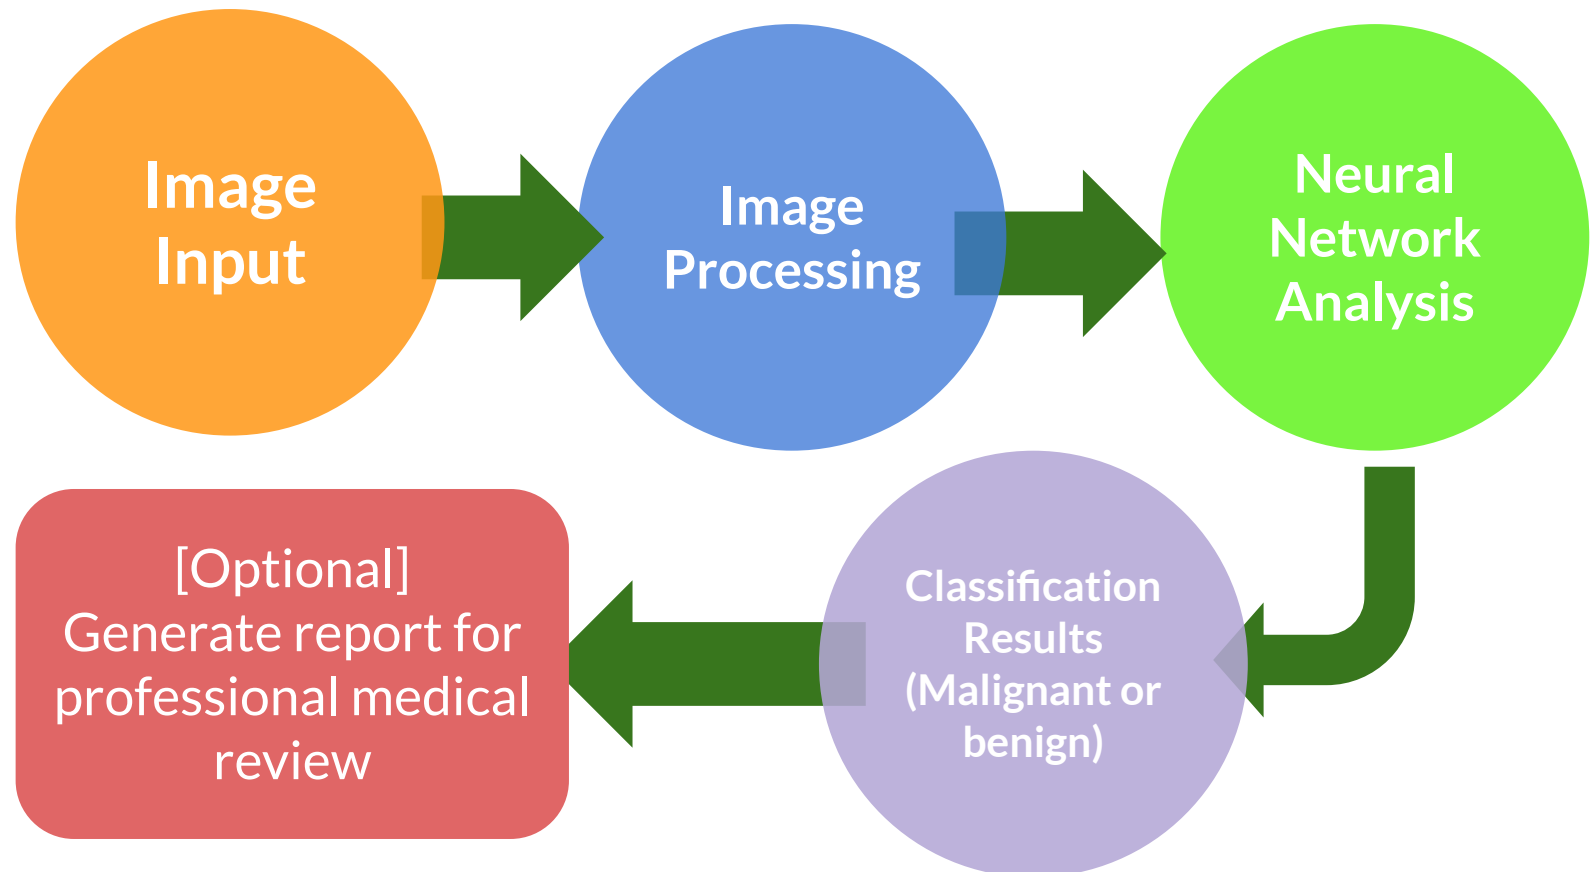 Image
Input
Image
Processing
Neural
Network
Analysis
Classification
Results
(Malignant or
benign)
[Optional]
Generate report for
professional medical
review